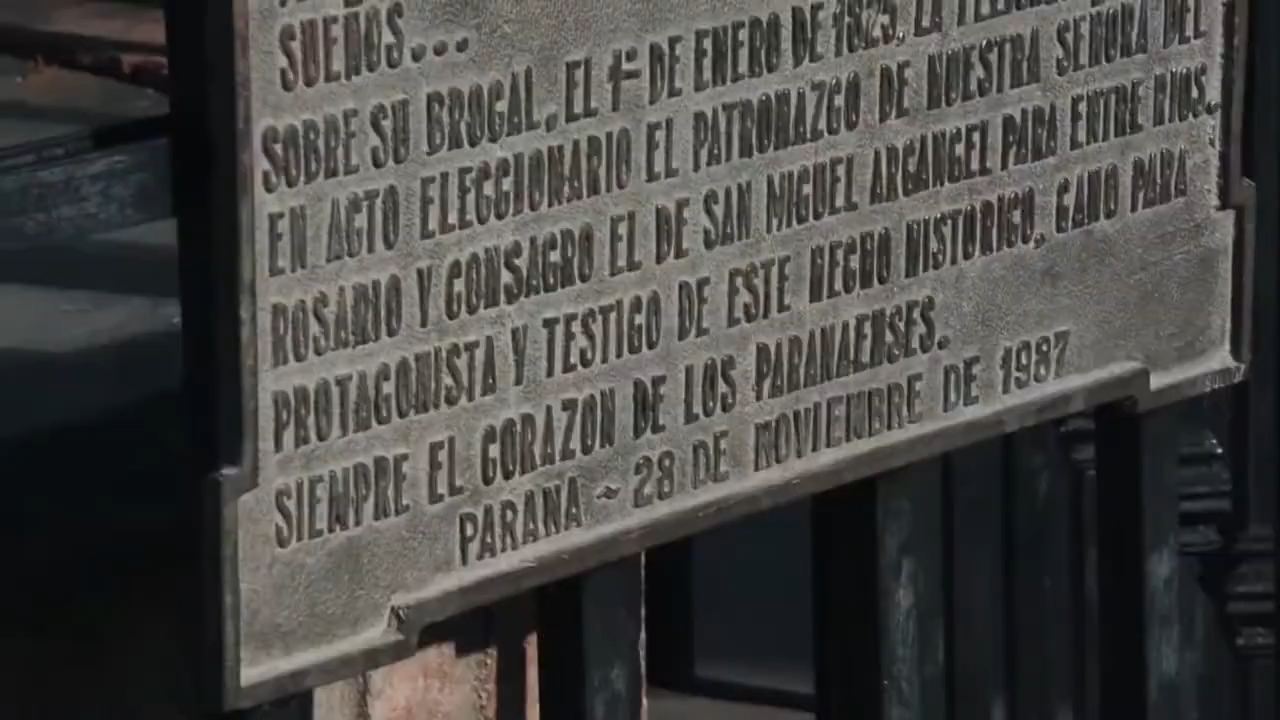 SUEÑOS...
SOBRE SU BROCAL, EL 1º DE ENERO DE 1825, LA
EN ACTO ELECCIONARIO EL PATRONAZGO DE NUESTRA SEÑORA DEL
ROSARIO Y CONSAGRO EL DE SAN MIGUEL ARCANGEL PARA ENTRE RIOS.
PROTAGONISTA Y TESTIGO DE ESTE HECHO HISTORICO, GANO PARA
SIEMPRE EL CORAZON DE LOS PARANAENSES.
PARANA ~ 28 DE NOVIEMBRE DE 1987